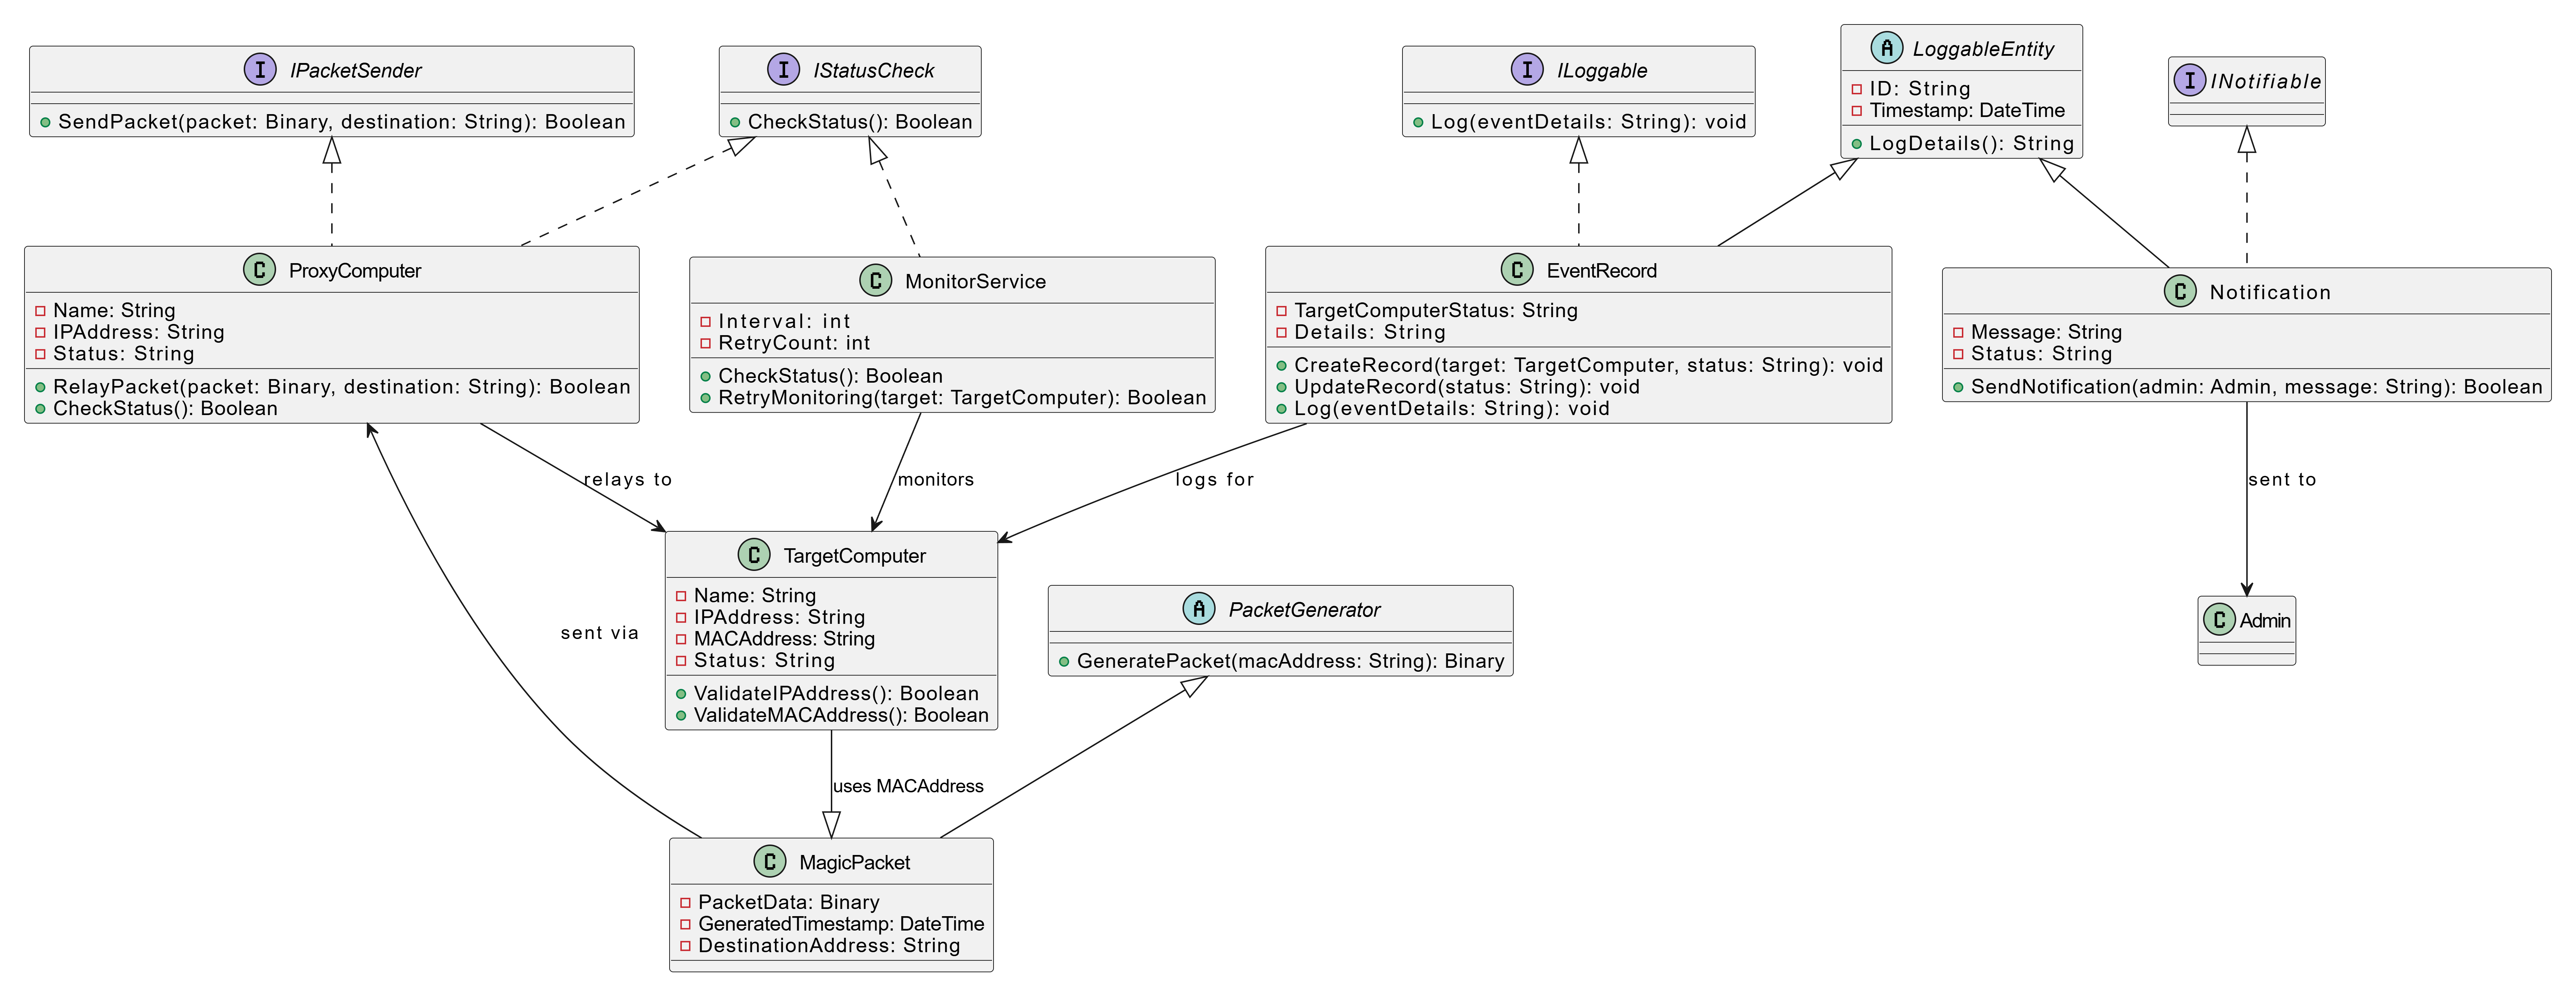 I IPacketSender
SendPacket(packet: Binary, destination: String): Boolean
I IStatusCheck
CheckStatus(): Boolean
I ILoggable
Log(eventDetails: String): void
A LoggableEntity
ID: String
Timestamp: DateTime
LogDetails(): String
I INotifiable
C ProxyComputer
Name: String
IPAddress: String
Status: String
RelayPacket(packet: Binary, destination: String): Boolean
CheckStatus(): Boolean
C MonitorService
Interval: int
RetryCount: int
CheckStatus(): Boolean
RetryMonitoring(target: TargetComputer): Boolean
C EventRecord
TargetComputerStatus: String
Details: String
CreateRecord(target: TargetComputer, status: String): void
UpdateRecord(status: String): void
Log(eventDetails: String): void
C Notification
Message: String
Status: String
SendNotification(admin: Admin, message: String): Boolean
relays to
monitors
logs for
sent to
C TargetComputer
Name: String
IPAddress: String
MACAddress: String
Status: String
ValidateIPAddress(): Boolean
ValidateMACAddress(): Boolean
sent via
A PacketGenerator
GeneratePacket(macAddress: String): Binary
C Admin
uses MACAddress
C MagicPacket
PacketData: Binary
GeneratedTimestamp: DateTime
DestinationAddress: String